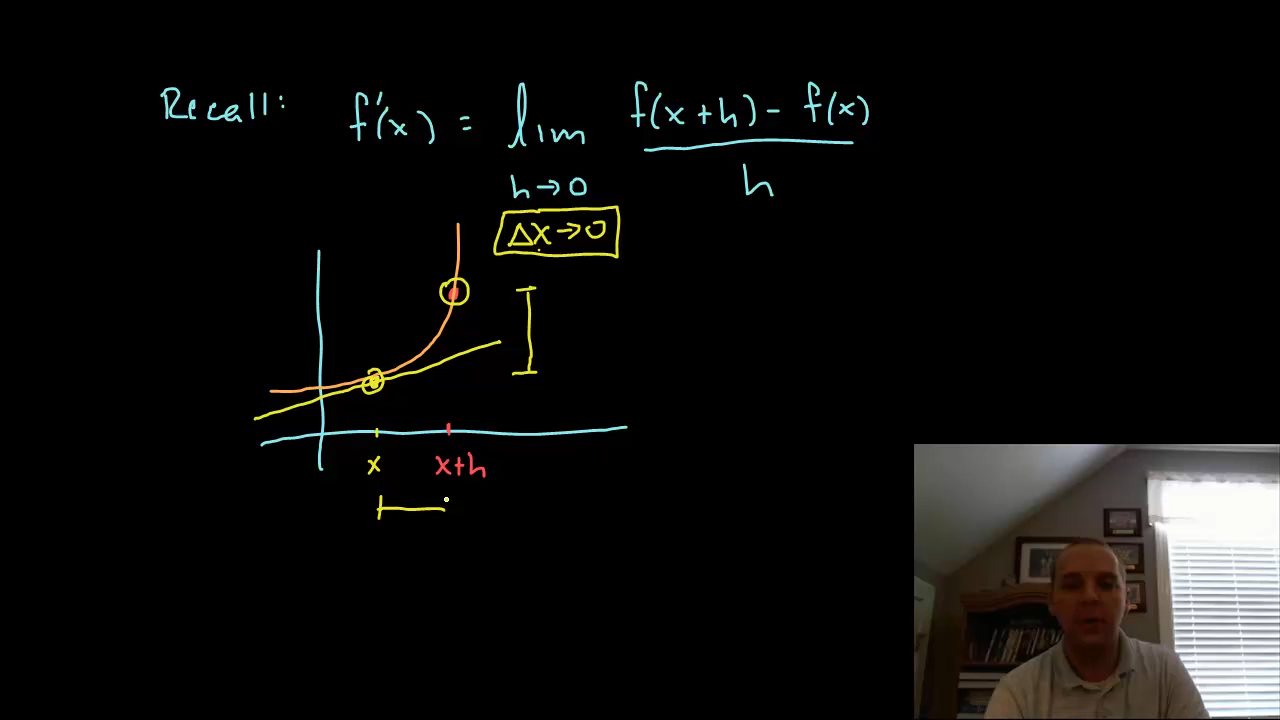 Recall: f'(x) = lim f(x+h) - f(x)
h
h→0
Δx→0
x x+h